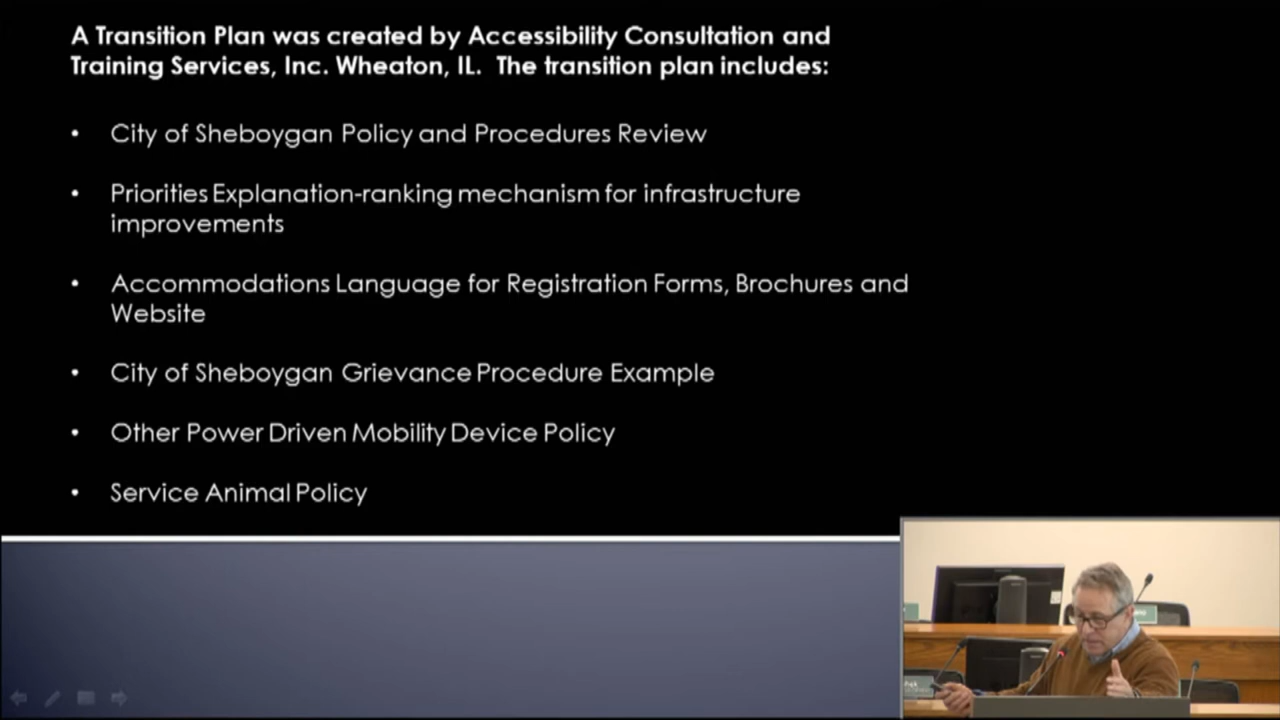 A Transition Plan was created by Accessibility Consultation and
Training Services, Inc. Wheaton, IL. The transition plan includes:
• City of Sheboygan Policy and Procedures Review
• Priorities Explanation-ranking mechanism for infrastructure
improvements
• Accommodations Language for Registration Forms, Brochures and
Website
• City of Sheboygan Grievance Procedure Example
• Other Power Driven Mobility Device Policy
• Service Animal Policy